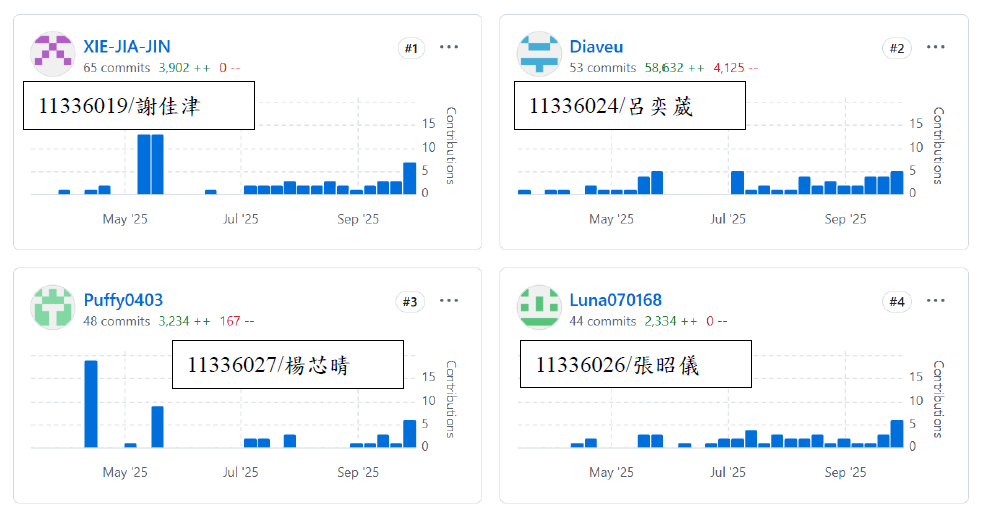 XIE-JIA-JIN
#1
65 commits 3,902 ++ 0 --
11336019/謝佳津
15
10
5
0
Contributions
May '25 Jul '25 Sep '25
Diaveu
#2
53 commits 58,632 ++ 4,125 --
11336024/呂奕葳
15
10
5
0
Contributions
May '25 Jul '25 Sep '25
Puffy0403
#3
48 commits 3,234 ++ 167 --
11336027/楊芯晴
15
10
5
0
Contributions
May '25 Jul '25 Sep '25
Luna070168
#4
44 commits 2,334 ++ 0 --
11336026/張昭儀
15
10
5
0
Contributions
May '25 Jul '25 Sep '25